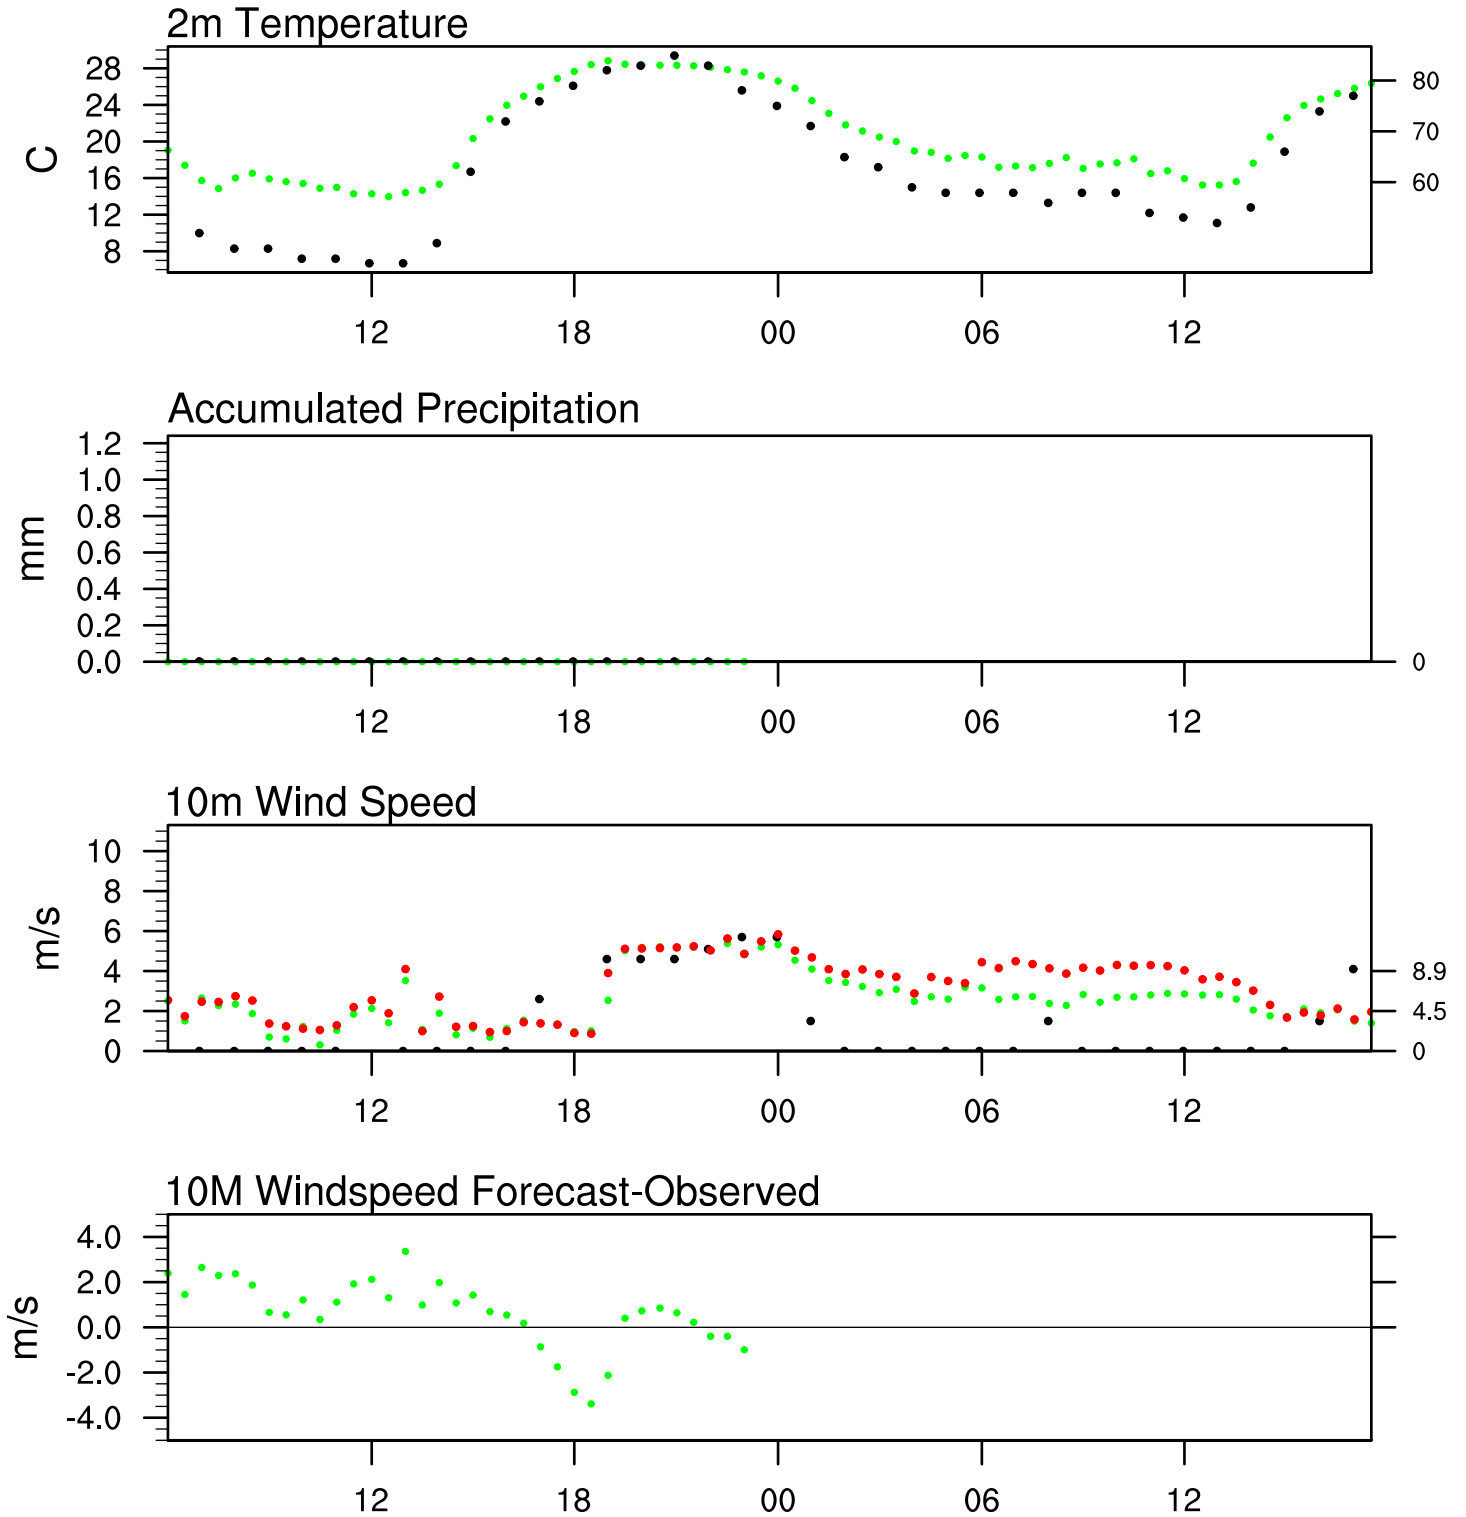 2m Temperature
28
24
20
16
12
8
C
80
70
60
12 18 00 06 12
Accumulated Precipitation
1.2
1.0
0.8
0.6
0.4
0.2
0.0
mm
0
12 18 00 06 12
10m Wind Speed
10
8
6
4
2
0
m/s
8.9
4.5
0
12 18 00 06 12
10M Windspeed Forecast-Observed
4.0
2.0
0.0
-2.0
-4.0
m/s
12 18 00 06 12